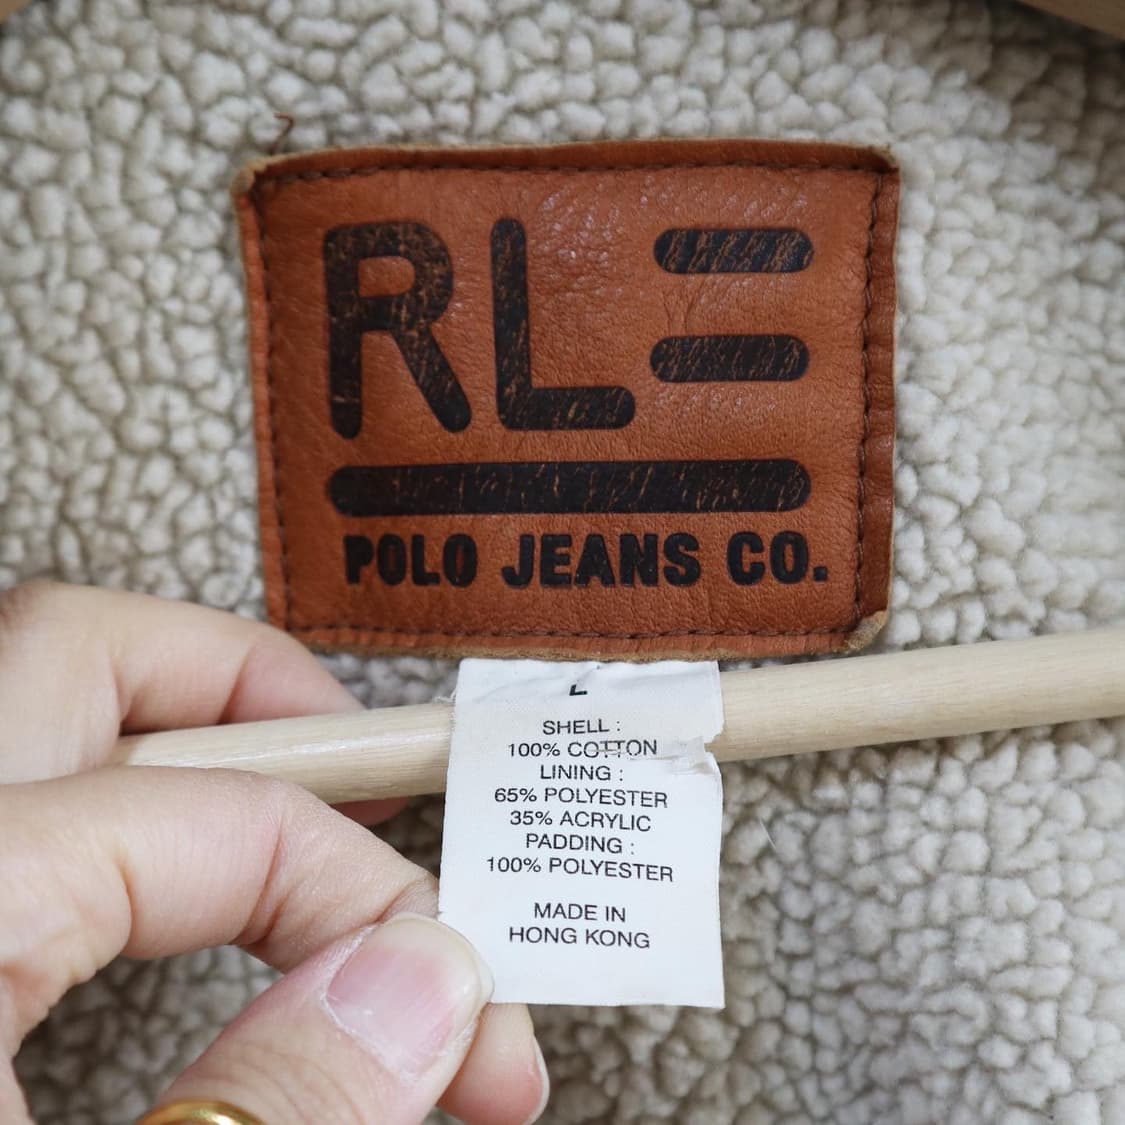 RL
POLO JEANS CO.
L
SHELL :
100% COTTON
LINING :
65% POLYESTER
35% ACRYLIC
PADDING :
100% POLYESTER
MADE IN
HONG KONG